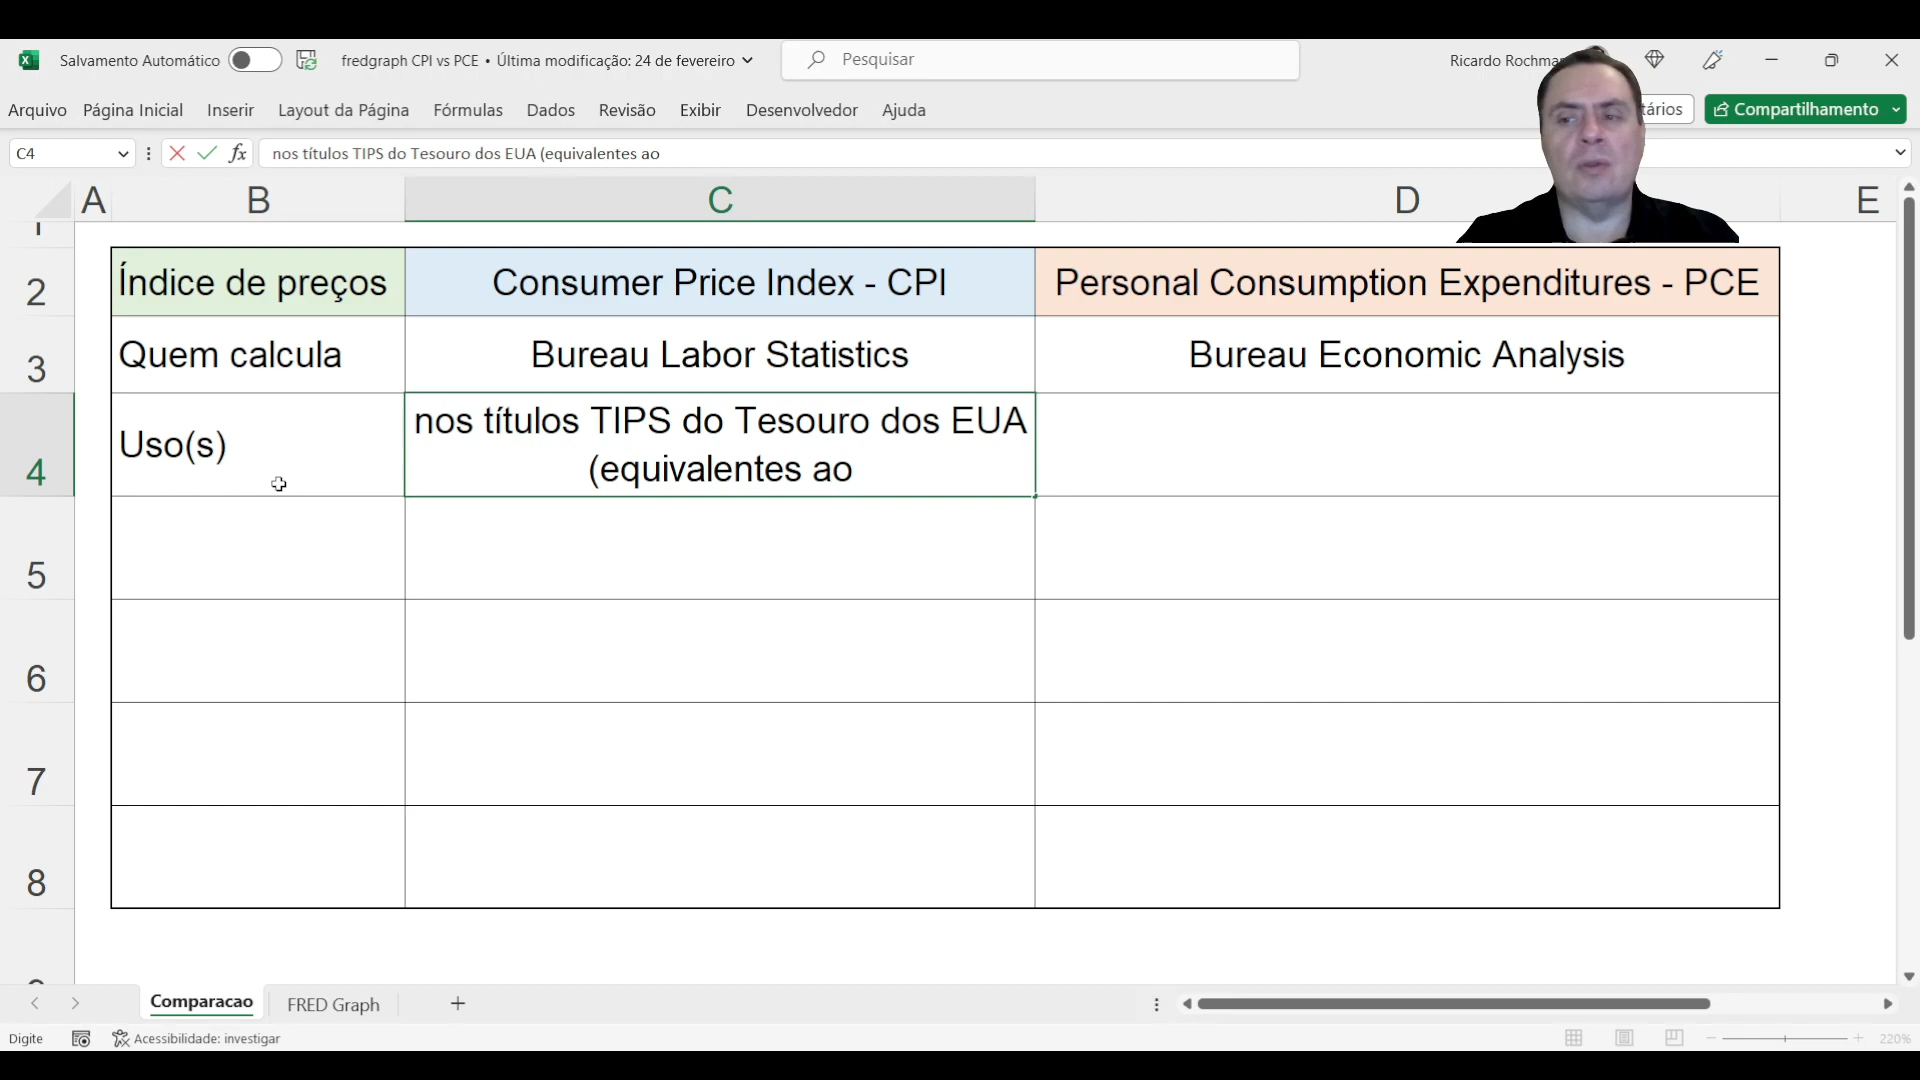 Salvamento Automático
fredgraph CPI vs PCE • Última modificação: 24 de fevereiro
Pesquisar
Ricardo
Arquivo
Página Inicial
Inserir
Layout da Página
Fórmulas
Dados
Revisão
Exibir
Desenvolvedor
Ajuda
Compartilhamento
C4
fx
nos títulos TIPS do Tesouro dos EUA (equivalentes ao
A B C D E
1
2 Índice de preços Consumer Price Index - CPI Personal Consumption Expenditures - PCE
3 Quem calcula Bureau Labor Statistics Bureau Economic Analysis
4 Uso(s) nos títulos TIPS do Tesouro dos EUA
(equivalentes ao
5
6
7
8
Comparacao
FRED Graph
Digite
Acessibilidade: investigar
220%